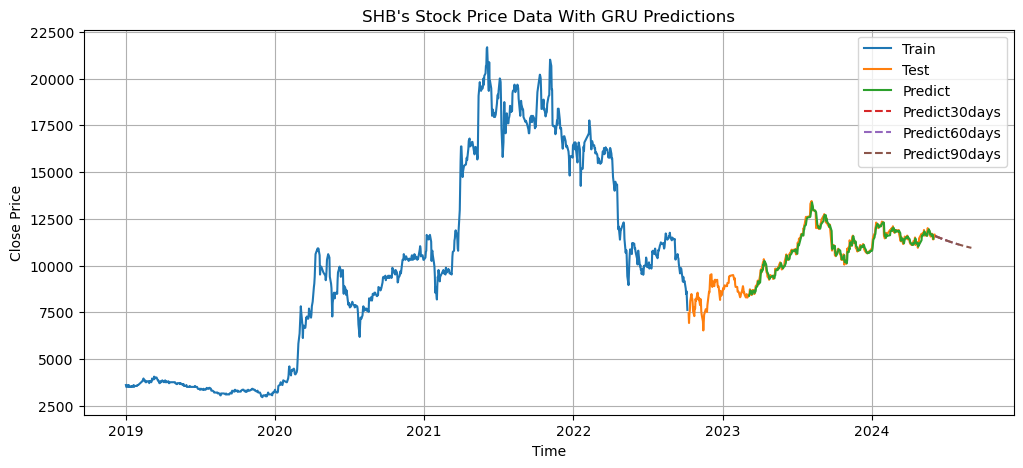 SHB's Stock Price Data With GRU Predictions
Train
Test
Predict
Predict30days
Predict60days
Predict90days
Close Price
22500
20000
17500
15000
12500
10000
7500
5000
2500
2019 2020 2021 2022 2023 2024
Time